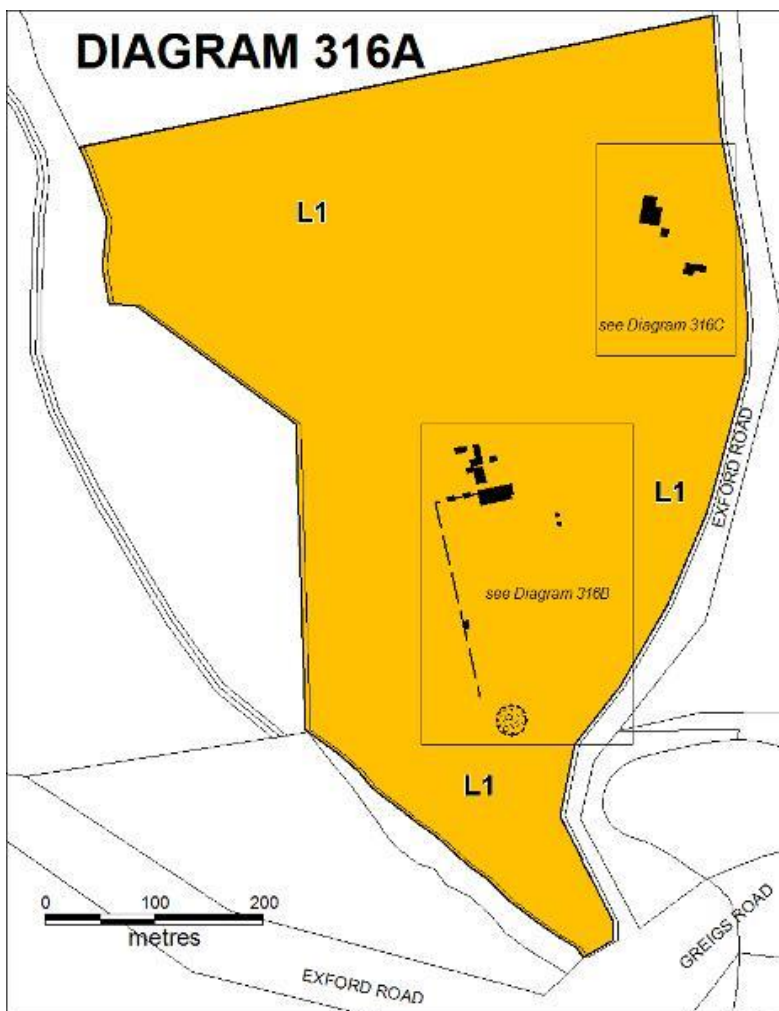 DIAGRAM 316A
L1
see Diagram 316C
EXFORD ROAD
L1
see Diagram 316B
L1
0 100 200
metres
GREIGS ROAD
EXFORD ROAD